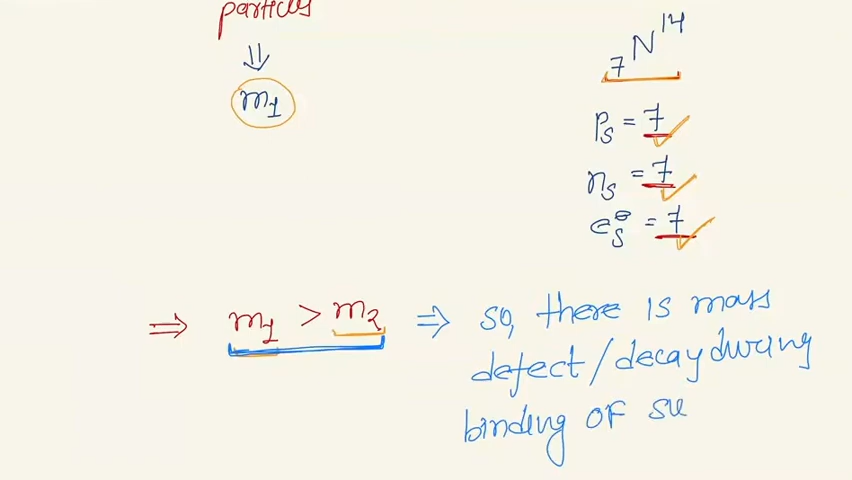 particles
⇓
m₁
₇N¹⁴
Ps = 7
ns = 7
e⊖s = 7
⇒ m₁ > m₂ ⇒ so, there is mass
defect/decay during
binding of su